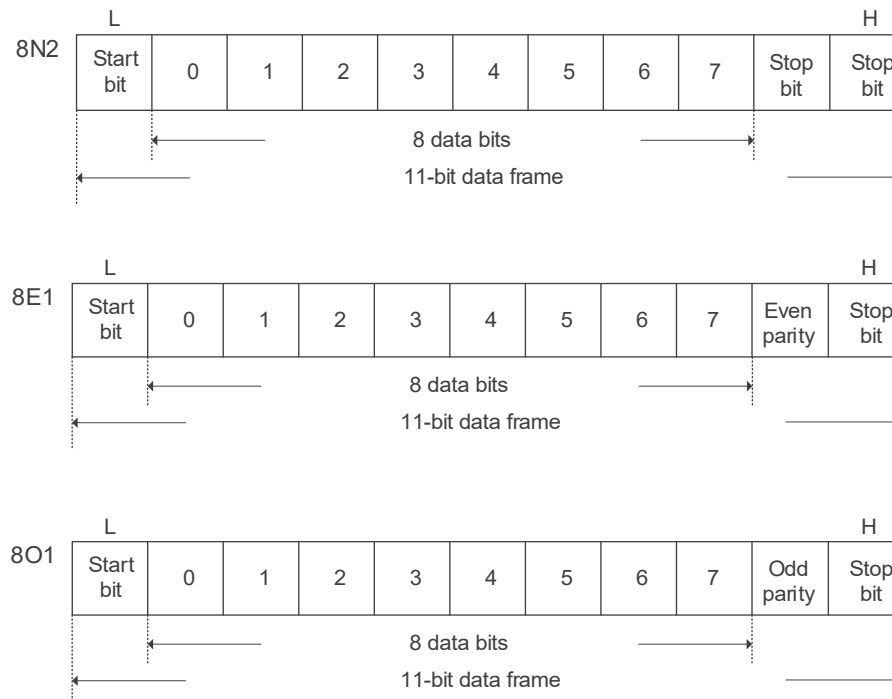 L H
8N2
Start bit 0 1 2 3 4 5 6 7 Stop bit Stop bit
8 data bits
11-bit data frame
L H
8E1
Start bit 0 1 2 3 4 5 6 7 Even parity Stop bit
8 data bits
11-bit data frame
L H
8O1
Start bit 0 1 2 3 4 5 6 7 Odd parity Stop bit
8 data bits
11-bit data frame